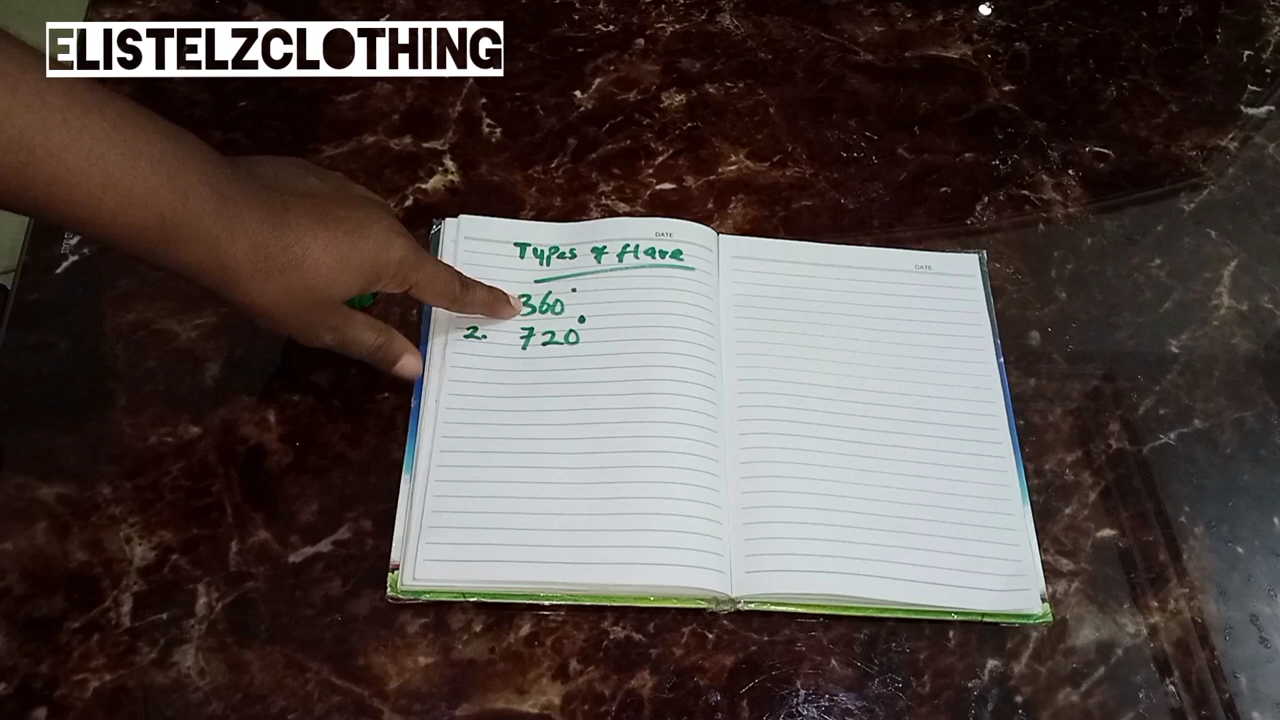 ELISTELZCLOTHING
DATE
Types of flare
360°
2. 720°
DATE